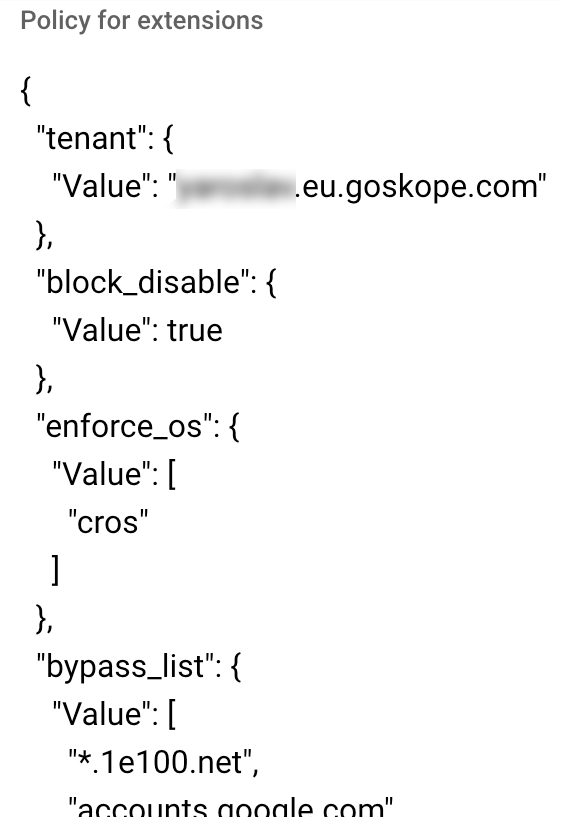 Policy for extensions
{
"tenant": {
"Value": ".eu.goskope.com"
},
"block_disable": {
"Value": true
},
"enforce_os": {
"Value": [
"cros"
]
},
"bypass_list": {
"Value": [
"*.1e100.net",
"accounts.google.com"